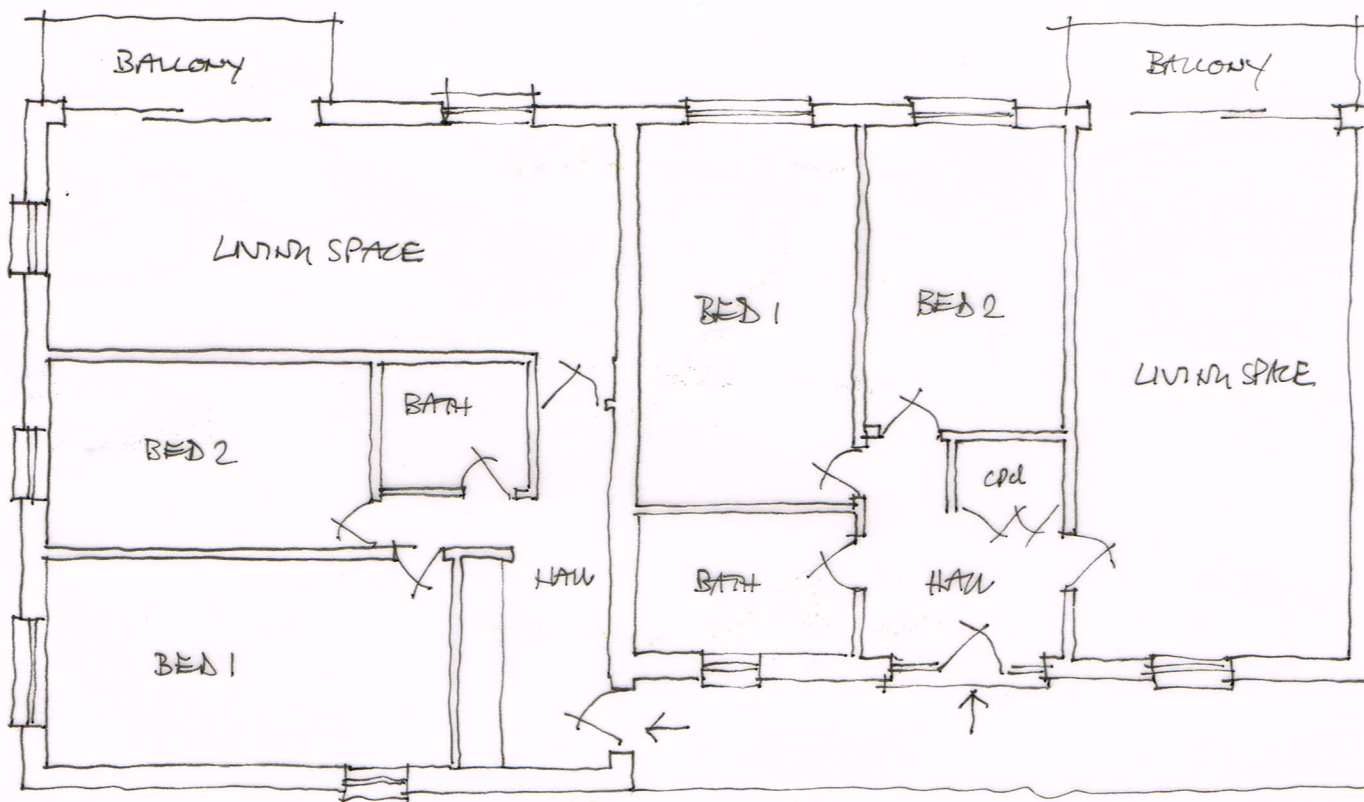 BALCONY
BALCONY
LIVING SPACE
BED 1
BED 2
LIVING SPACE
BATH
BED 2
CPd
HALL
BATH
HALL
BED 1